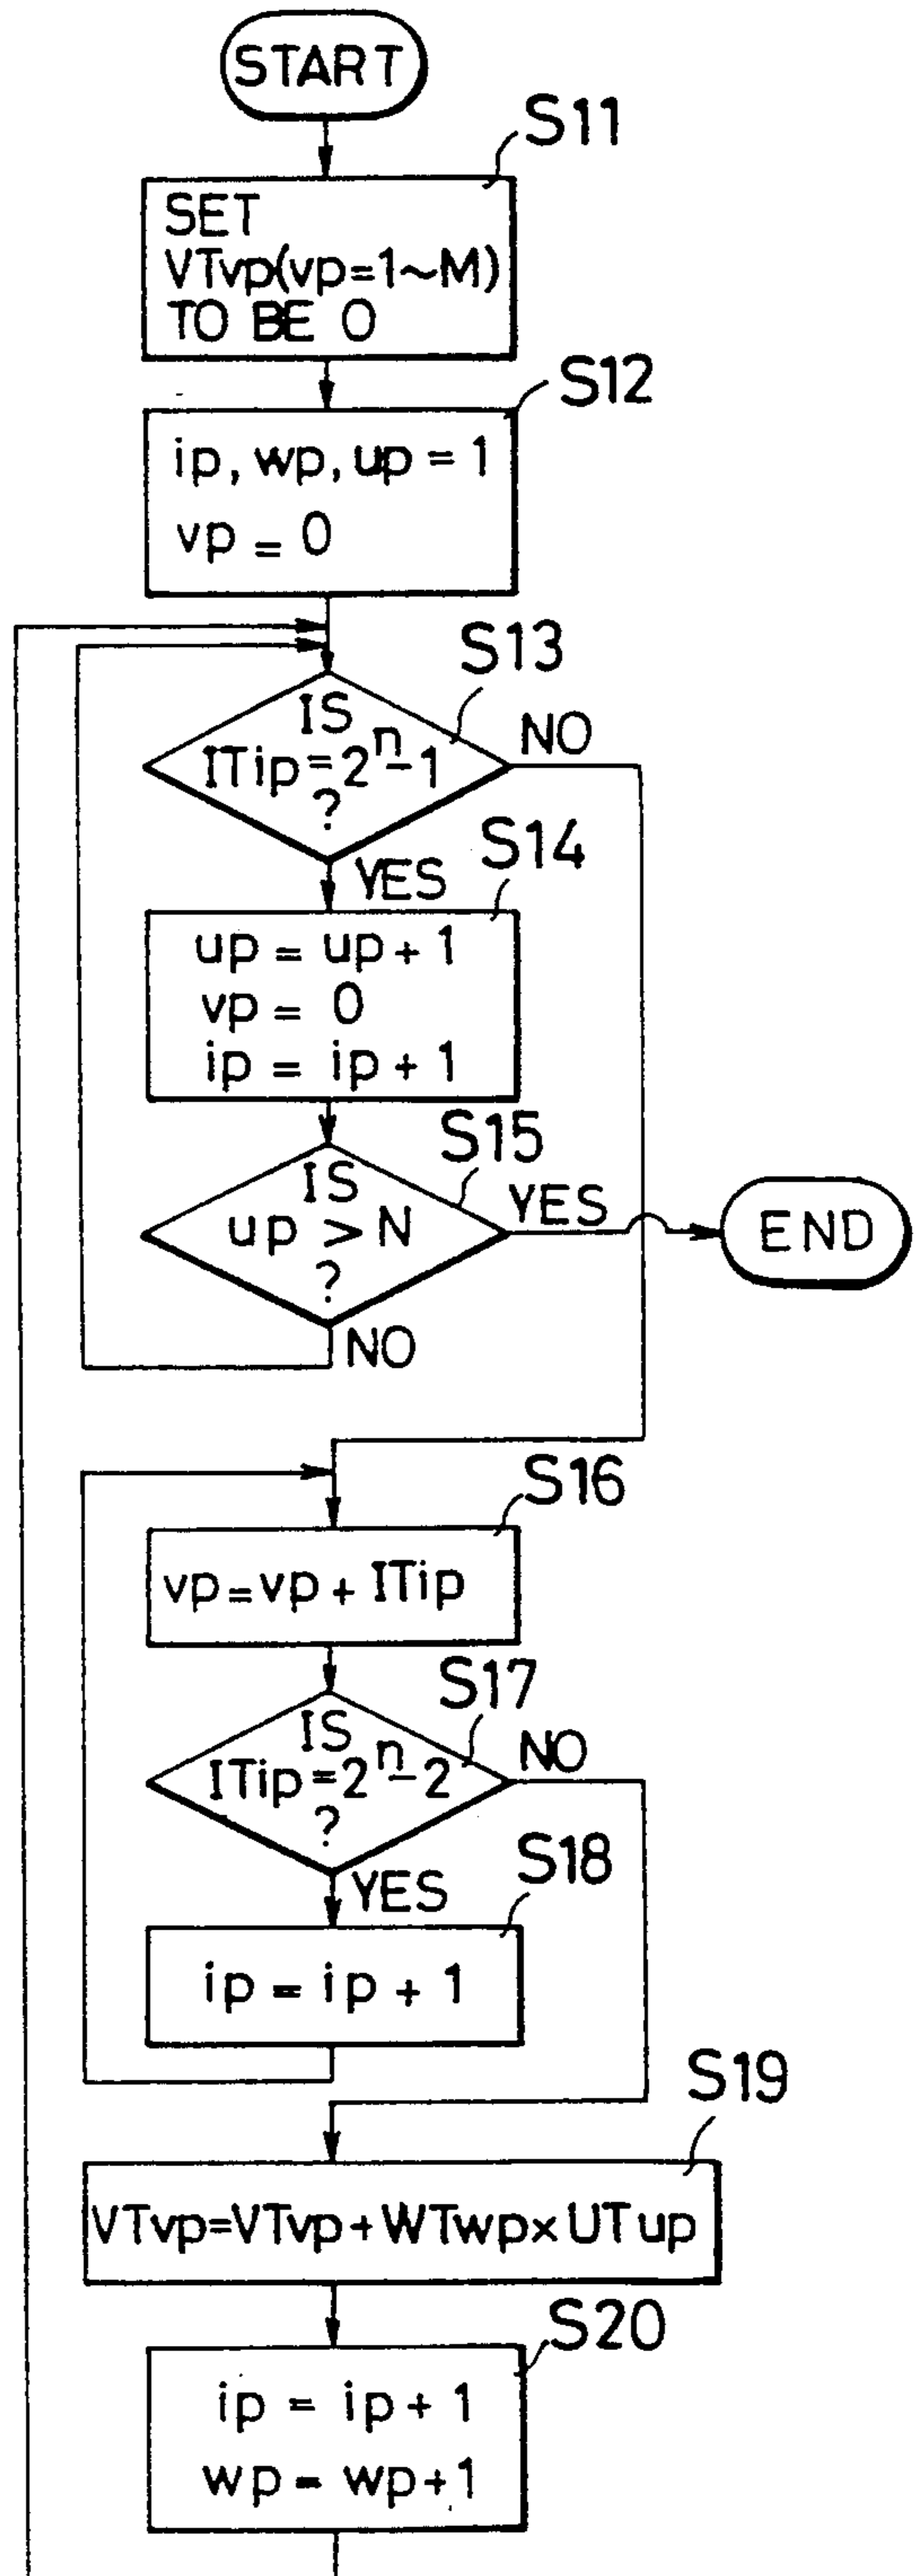 START
S11
SET
VTvp(vp=1~M)
TO BE 0
S12
ip, wp, up = 1
vp = 0
S13
IS
ITip=2^n-1
?
NO
YES
S14
up = up + 1
vp = 0
ip = ip + 1
S15
IS
up > N
?
YES
END
NO
S16
vp=vp + ITip
S17
IS
ITip=2^n-2
?
NO
YES
S18
ip = ip + 1
S19
VTvp=VTvp+WTwp×UTup
S20
ip = ip + 1
wp = wp+1